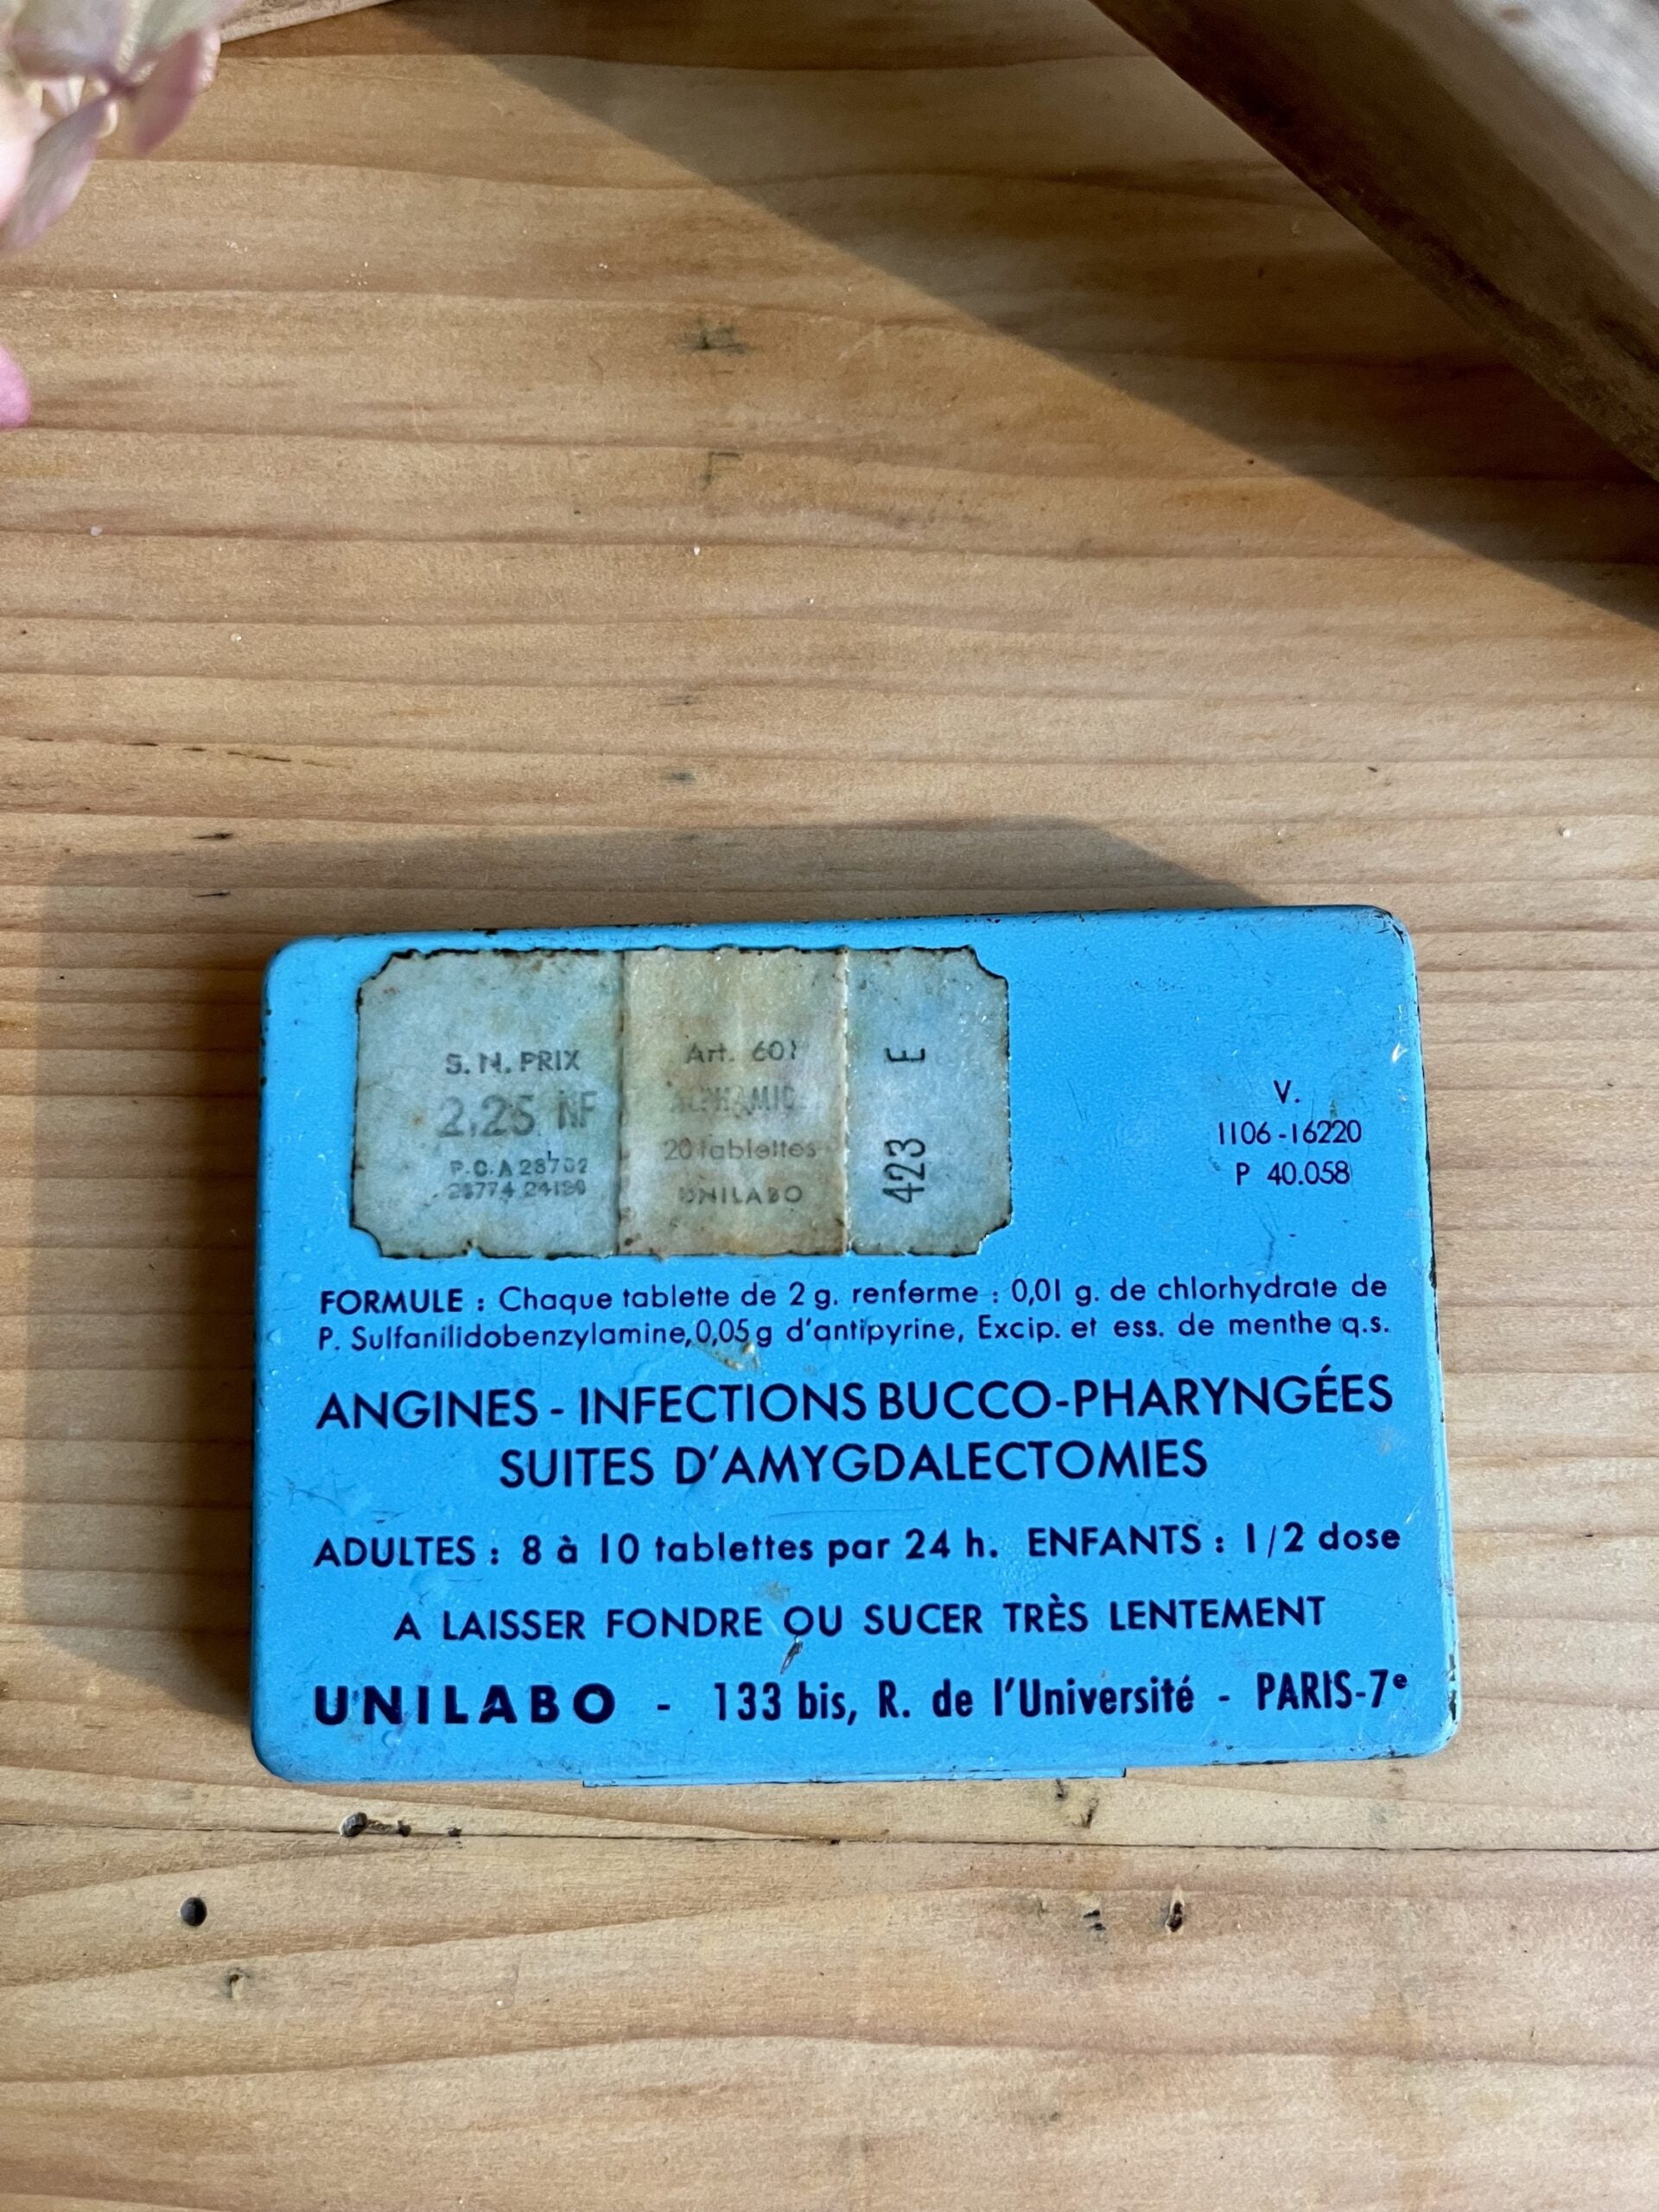 S. N. PRIX
2,25 NF
P.C.A 28702
Art. 601
20 tablettes
UNILABO
423 E
V.
1106-16220
P 40.058
FORMULE : Chaque tablette de 2 g. renferme : 0,01 g. de chlorhydrate de
P. Sulfanilidobenzylamine, 0,05 g d'antipyrine, Excip. et ess. de menthe q.s.
ANGINES - INFECTIONS BUCCO-PHARYNGÉES
SUITES D'AMYGDALECTOMIES
ADULTES : 8 à 10 tablettes par 24 h. ENFANTS : 1/2 dose
A LAISSER FONDRE OU SUCER TRÈS LENTEMENT
UNILABO - 133 bis, R. de l'Université - PARIS-7e